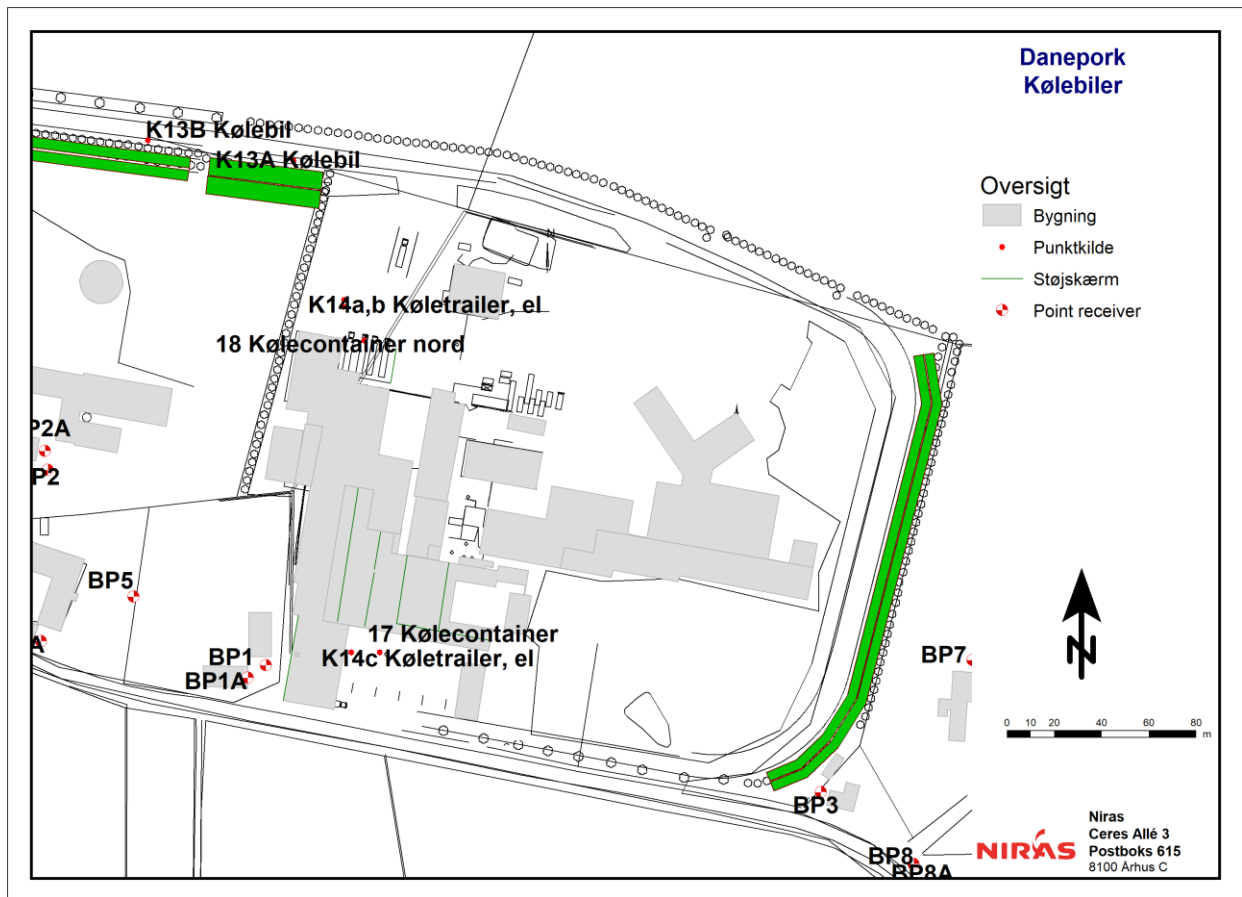 Danepork
Kølebiler
K13B Kølebil
K13A Kølebil
Oversigt
Bygning
Punktkilde
Støjskærm
Point receiver
K14a,b Køletrailer, el
18 Kølecontainer nord
P2A
P2
BP5
A
BP1
BP1A
17 Kølecontainer
K14c Køletrailer, el
BP7
N
0 10 20 40 60 80
m
BP3
BP8
BP8A
NIRAS
Niras
Ceres Allé 3
Postboks 615
8100 Århus C